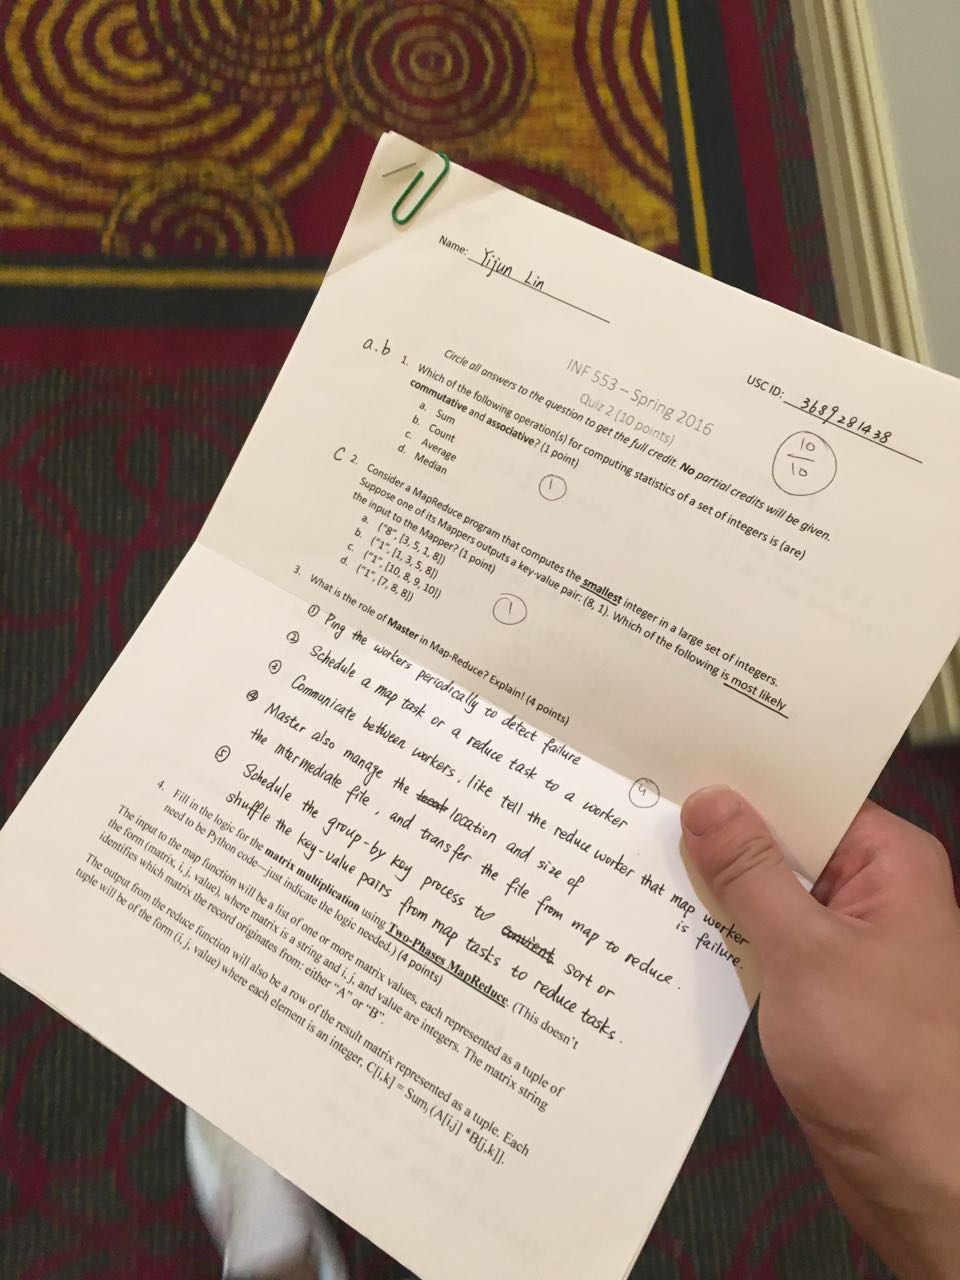 Name: Yijun Lin
USC ID: 3689281438
INF 553 – Spring 2016
Quiz 2 (10 points)
10
10
Circle all answers to the question to get the full credit. No partial credits will be given.
a.b
1. Which of the following operation(s) for computing statistics of a set of integers is (are)
commutative and associative? (1 point)
a. Sum
b. Count
c. Average
d. Median
1
C
2. Consider a MapReduce program that computes the smallest integer in a large set of integers.
Suppose one of its Mappers outputs a key-value pair: (8, 1). Which of the following is most likely
the input to the Mapper? (1 point)
a. ("8", [3, 5, 1, 8])
b. ("1", [1, 3, 5, 8])
c. ("1", [10, 8, 9, 10])
d. ("1", [7, 8, 8])
1
3. What is the role of Master in Map-Reduce? Explain! (4 points)
① Ping the workers periodically to detect failure
② Schedule a map task or a reduce task to a worker
③ Communicate between workers, like tell the reduce worker that map worker
is failure.
④ Master also manage the location and size of
the intermediate file, and transfer the file from map to reduce.
⑤ Schedule the group-by key process to sort or
shuffle the key-value pairs from map tasks to reduce tasks.
4
4. Fill in the logic for the matrix multiplication using Two-Phases MapReduce. (This doesn't
need to be Python code—just indicate the logic needed.) (4 points)
The input to the map function will be a list of one or more matrix values, each represented as a tuple of
the form (matrix, i, j, value), where matrix is a string and i, j, and value are integers. The matrix string
identifies which matrix the record originates from: either "A" or "B".
The output from the reduce function will also be a row of the result matrix represented as a tuple. Each
tuple will be of the form (i, j, value) where each element is an integer, C[i,k] = Sumj (A[i,j] *B[j,k]].